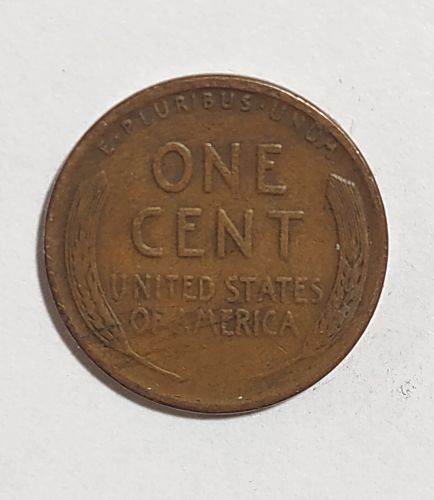 E · PLURIBUS · UNUM
ONE
CENT
UNITED STATES
OF AMERICA